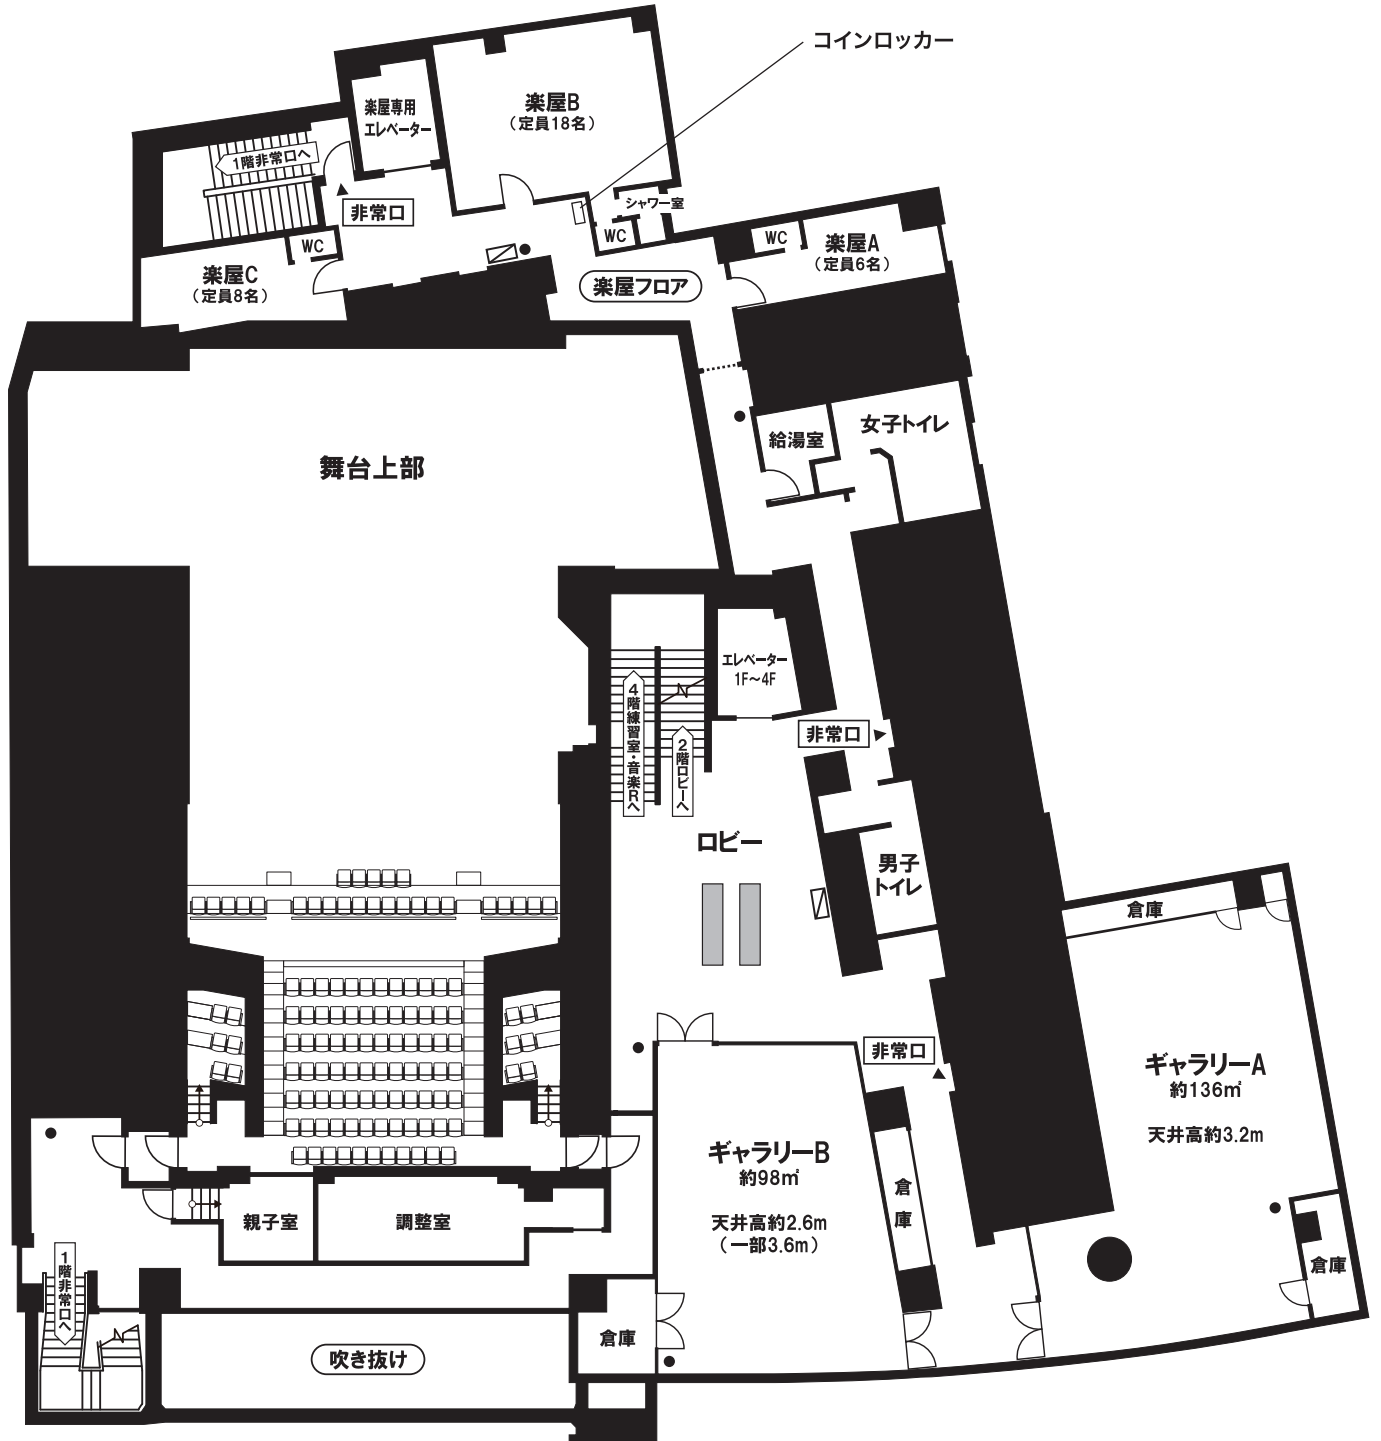 コインロッカー
楽屋専用
エレベーター
楽屋B
（定員18名）
1階非常口へ
非常口
シャワー室
WC
WC
楽屋C
（定員8名）
WC
楽屋A
（定員6名）
楽屋フロア
舞台上部
給湯室
女子トイレ
エレベーター
1F～4F
4階練習室・音楽Rへ
2階ロビーへ
非常口
ロビー
男子
トイレ
倉庫
非常口
ギャラリーA
約136㎡
天井高約3.2m
ギャラリーB
約98㎡
天井高約2.6m
（一部3.6m）
倉庫
親子室
調整室
1階非常口へ
倉庫
倉庫
吹き抜け